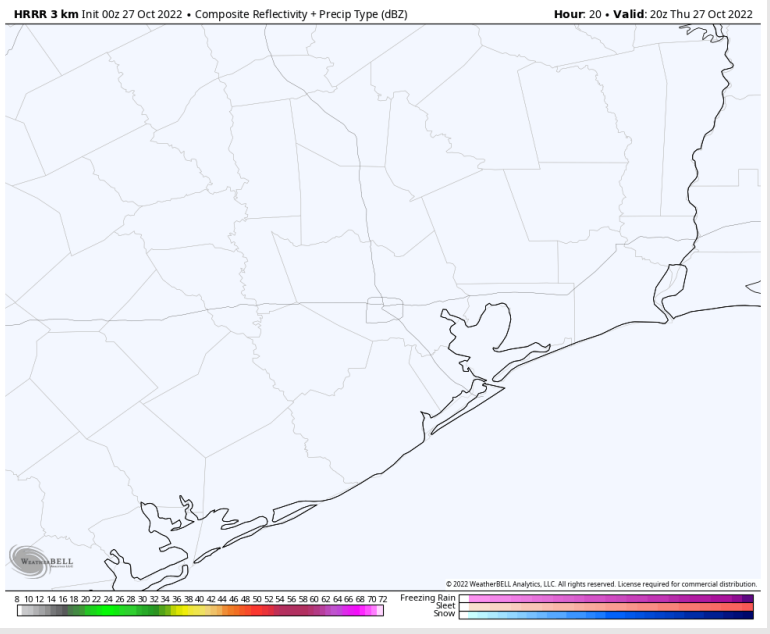 HRRR 3 km Init 00z 27 Oct 2022 • Composite Reflectivity + Precip Type (dBZ) Hour: 20 • Valid: 20z Thu 27 Oct 2022
WEATHERBELL
© 2022 WeatherBELL Analytics, LLC. All rights reserved. License required for commercial distribution.
8 10 12 14 16 18 20 22 24 26 28 30 32 34 36 38 40 42 44 46 48 50 52 54 56 58 60 62 64 66 68 70 72
Freezing Rain
Sleet
Snow